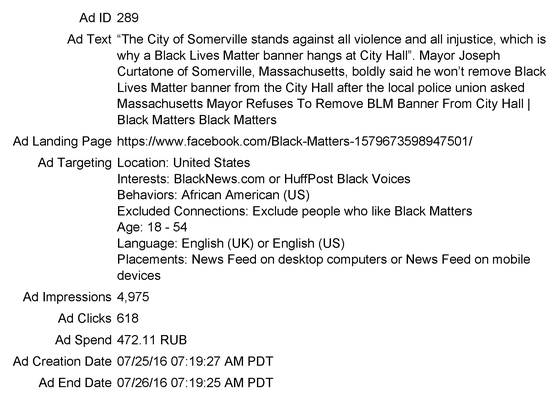 Ad ID 289
Ad Text “The City of Somerville stands against all violence and all injustice, which is
why a Black Lives Matter banner hangs at City Hall”. Mayor Joseph
Curtatone of Somerville, Massachusetts, boldly said he won’t remove Black
Lives Matter banner from the City Hall after the local police union asked
Massachusetts Mayor Refuses To Remove BLM Banner From City Hall |
Black Matters Black Matters
Ad Landing Page https://www.facebook.com/Black-Matters-1579673598947501/
Ad Targeting Location: United States
Interests: BlackNews.com or HuffPost Black Voices
Behaviors: African American (US)
Excluded Connections: Exclude people who like Black Matters
Age: 18 - 54
Language: English (UK) or English (US)
Placements: News Feed on desktop computers or News Feed on mobile
devices
Ad Impressions 4,975
Ad Clicks 618
Ad Spend 472.11 RUB
Ad Creation Date 07/25/16 07:19:27 AM PDT
Ad End Date 07/26/16 07:19:25 AM PDT